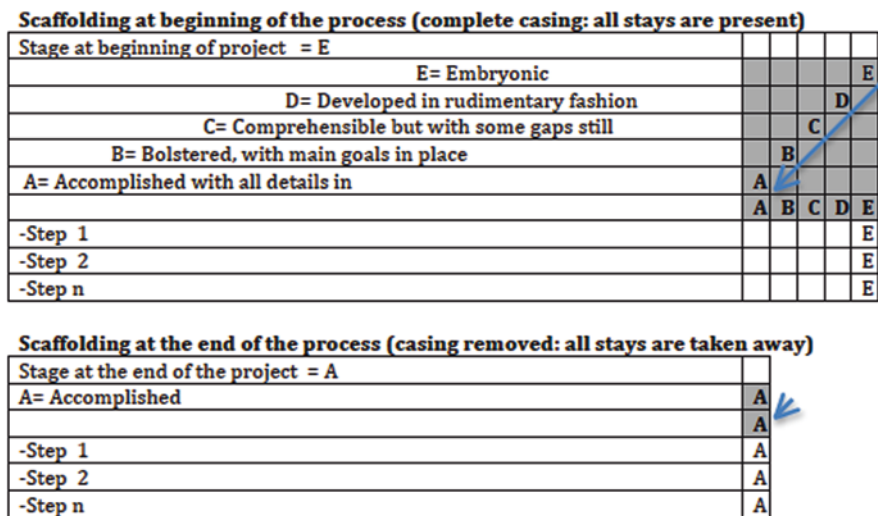 Scaffolding at beginning of the process (complete casing: all stays are present)
Stage at beginning of project = E
E= Embryonic E
D= Developed in rudimentary fashion D
C= Comprehensible but with some gaps still C
B= Bolstered, with main goals in place B
A= Accomplished with all details in A
A B C D E
-Step 1 E
-Step 2 E
-Step n E
Scaffolding at the end of the process (casing removed: all stays are taken away)
Stage at the end of the project = A
A= Accomplished A
A
-Step 1 A
-Step 2 A
-Step n A